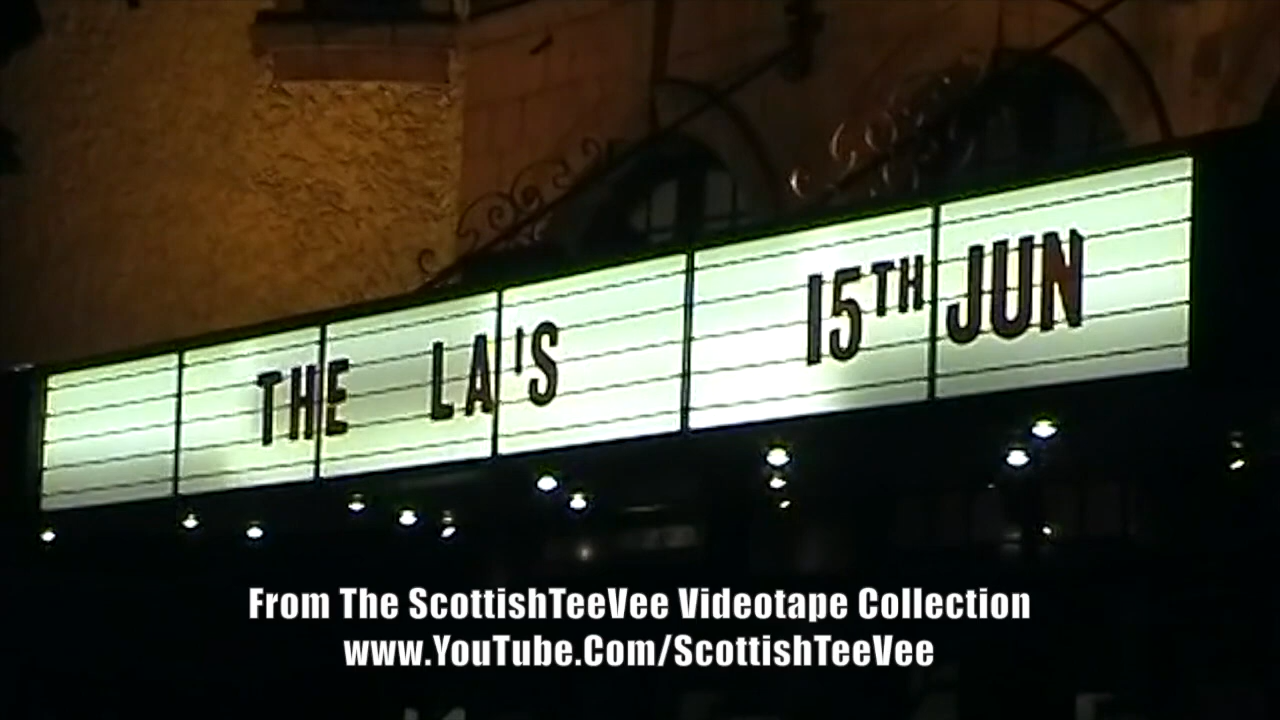 THE LA'S 15TH JUN
From The ScottishTeeVee Videotape Collection
www.YouTube.Com/ScottishTeeVee